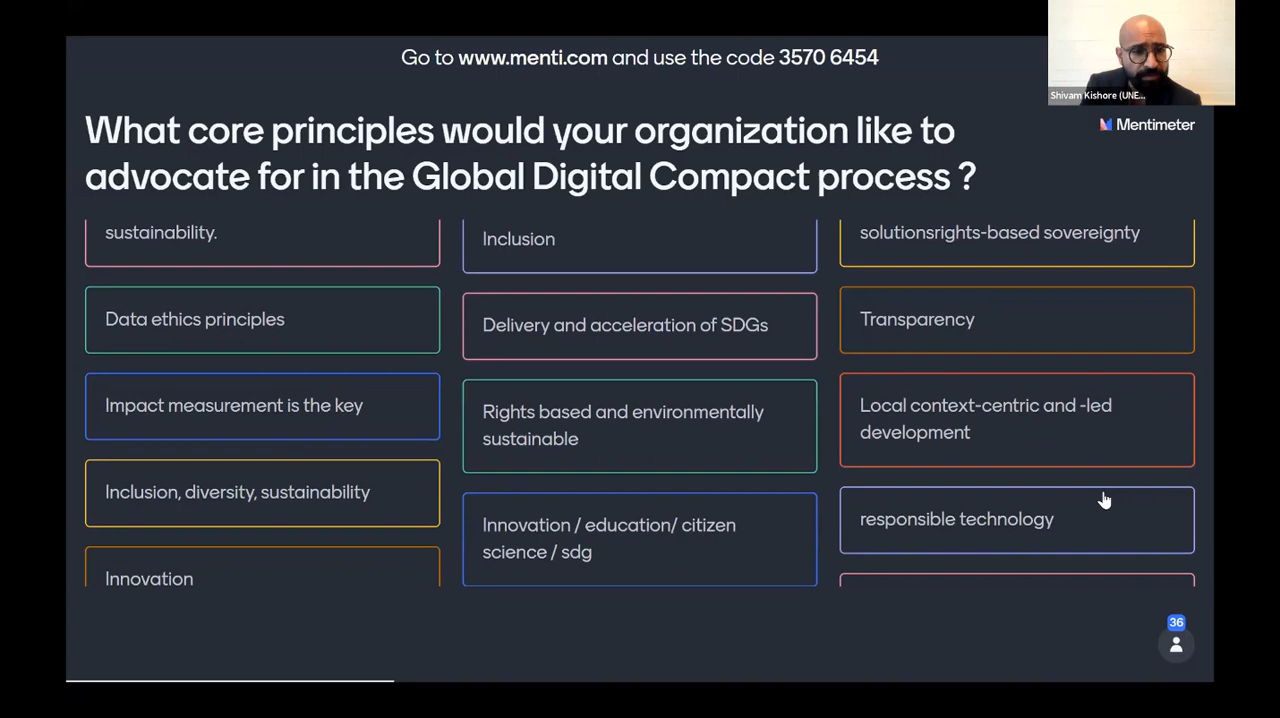 Go to www.menti.com and use the code 3570 6454
Shivam Kishore (UNE...
Mentimeter
What core principles would your organization like to
advocate for in the Global Digital Compact process ?
sustainability.
Data ethics principles
Impact measurement is the key
Inclusion, diversity, sustainability
Innovation
Inclusion
Delivery and acceleration of SDGs
Rights based and environmentally
sustainable
Innovation / education/ citizen
science / sdg
solutionsrights-based sovereignty
Transparency
Local context-centric and -led
development
responsible technology
36